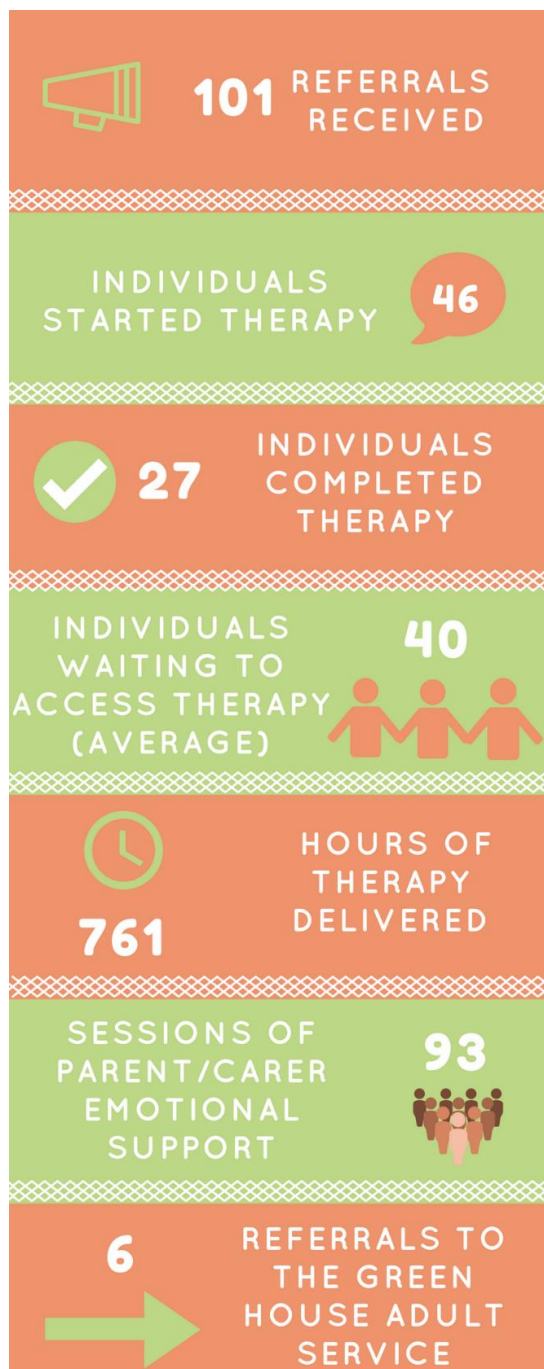 101 REFERRALS
RECEIVED
INDIVIDUALS
STARTED THERAPY
46
27
INDIVIDUALS
COMPLETED
THERAPY
INDIVIDUALS
WAITING TO
ACCESS THERAPY
(AVERAGE)
40
761
HOURS OF
THERAPY
DELIVERED
SESSIONS OF
PARENT/CARER
EMOTIONAL
SUPPORT
93
6
REFERRALS TO
THE GREEN
HOUSE ADULT
SERVICE